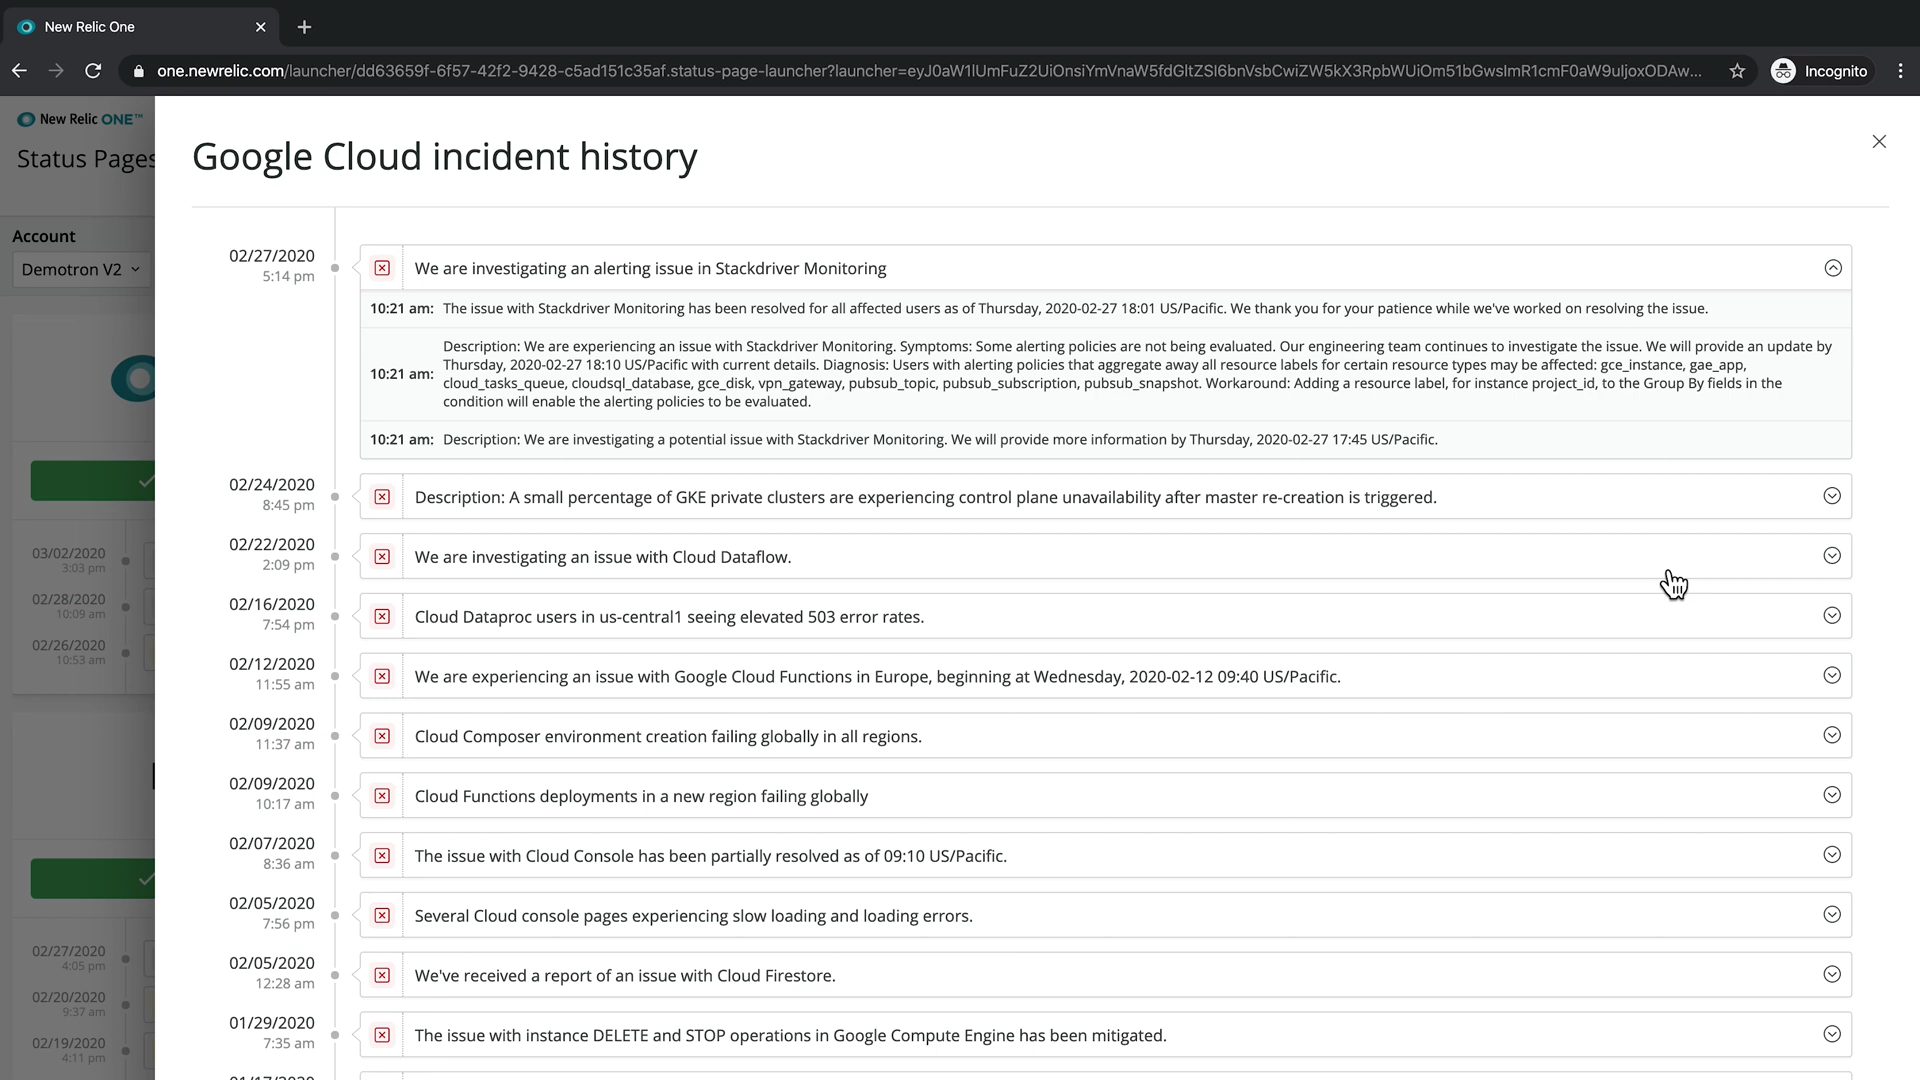 New Relic One
one.newrelic.com/launcher/dd63659f-6f57-42f2-9428-c5ad151c35af.status-page-launcher?launcher=eyJ0aW1lUmFuZ2UiOnsiYmVnaW5fdGltZSI6bnVsbCwiZW5kX3RpbWUiOm51bGwsImR1cmF0aW9uIjoxODAw...
Incognito
New Relic ONE™
Status Pages
Google Cloud incident history
Account
Demotron V2
02/27/2020
5:14 pm
We are investigating an alerting issue in Stackdriver Monitoring
10:21 am: The issue with Stackdriver Monitoring has been resolved for all affected users as of Thursday, 2020-02-27 18:01 US/Pacific. We thank you for your patience while we've worked on resolving the issue.
Description: We are experiencing an issue with Stackdriver Monitoring. Symptoms: Some alerting policies are not being evaluated. Our engineering team continues to investigate the issue. We will provide an update by
Thursday, 2020-02-27 18:10 US/Pacific with current details. Diagnosis: Users with alerting policies that aggregate away all resource labels for certain resource types may be affected: gce_instance, gae_app,
10:21 am:
cloud_tasks_queue, cloudsql_database, gce_disk, vpn_gateway, pubsub_topic, pubsub_subscription, pubsub_snapshot. Workaround: Adding a resource label, for instance project_id, to the Group By fields in the
condition will enable the alerting policies to be evaluated.
10:21 am: Description: We are investigating a potential issue with Stackdriver Monitoring. We will provide more information by Thursday, 2020-02-27 17:45 US/Pacific.
02/24/2020
8:45 pm
Description: A small percentage of GKE private clusters are experiencing control plane unavailability after master re-creation is triggered.
02/22/2020
2:09 pm
We are investigating an issue with Cloud Dataflow.
02/16/2020
7:54 pm
Cloud Dataproc users in us-central1 seeing elevated 503 error rates.
02/12/2020
11:55 am
We are experiencing an issue with Google Cloud Functions in Europe, beginning at Wednesday, 2020-02-12 09:40 US/Pacific.
02/09/2020
11:37 am
Cloud Composer environment creation failing globally in all regions.
02/09/2020
10:17 am
Cloud Functions deployments in a new region failing globally
02/07/2020
8:36 am
The issue with Cloud Console has been partially resolved as of 09:10 US/Pacific.
02/05/2020
7:56 pm
Several Cloud console pages experiencing slow loading and loading errors.
02/05/2020
12:28 am
We've received a report of an issue with Cloud Firestore.
01/29/2020
7:35 am
The issue with instance DELETE and STOP operations in Google Compute Engine has been mitigated.
01/17/2020
03/02/2020
3:03 pm
02/28/2020
10:09 am
02/26/2020
10:53 am
02/27/2020
4:05 pm
02/20/2020
9:37 am
02/19/2020
4:11 pm